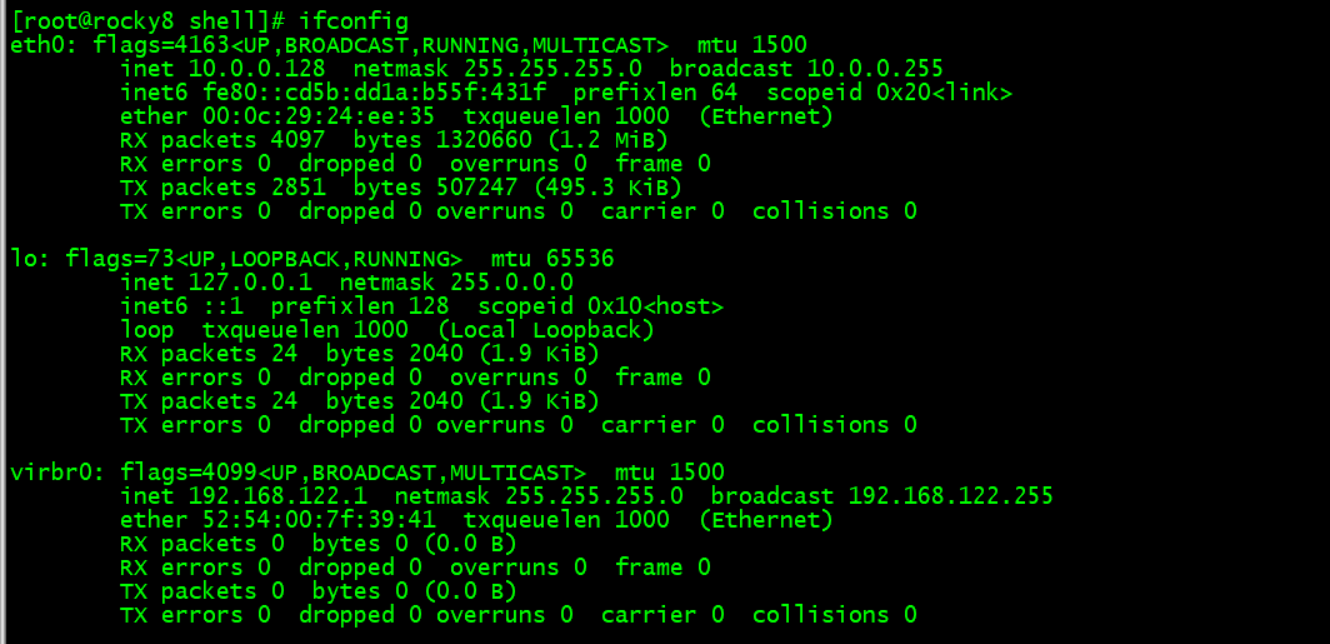 [root@rocky8 shell]# ifconfig
eth0: flags=4163<UP,BROADCAST,RUNNING,MULTICAST>  mtu 1500
        inet 10.0.0.128  netmask 255.255.255.0  broadcast 10.0.0.255
        inet6 fe80::cd5b:dd1a:b55f:431f  prefixlen 64  scopeid 0x20<link>
        ether 00:0c:29:24:ee:35  txqueuelen 1000  (Ethernet)
        RX packets 4097  bytes 1320660 (1.2 MiB)
        RX errors 0  dropped 0  overruns 0  frame 0
        TX packets 2851  bytes 507247 (495.3 KiB)
        TX errors 0  dropped 0 overruns 0  carrier 0  collisions 0

lo: flags=73<UP,LOOPBACK,RUNNING>  mtu 65536
        inet 127.0.0.1  netmask 255.0.0.0
        inet6 ::1  prefixlen 128  scopeid 0x10<host>
        loop  txqueuelen 1000  (Local Loopback)
        RX packets 24  bytes 2040 (1.9 KiB)
        RX errors 0  dropped 0  overruns 0  frame 0
        TX packets 24  bytes 2040 (1.9 KiB)
        TX errors 0  dropped 0 overruns 0  carrier 0  collisions 0

virbr0: flags=4099<UP,BROADCAST,MULTICAST>  mtu 1500
        inet 192.168.122.1  netmask 255.255.255.0  broadcast 192.168.122.255
        ether 52:54:00:7f:39:41  txqueuelen 1000  (Ethernet)
        RX packets 0  bytes 0 (0.0 B)
        RX errors 0  dropped 0  overruns 0  frame 0
        TX packets 0  bytes 0 (0.0 B)
        TX errors 0  dropped 0 overruns 0  carrier 0  collisions 0